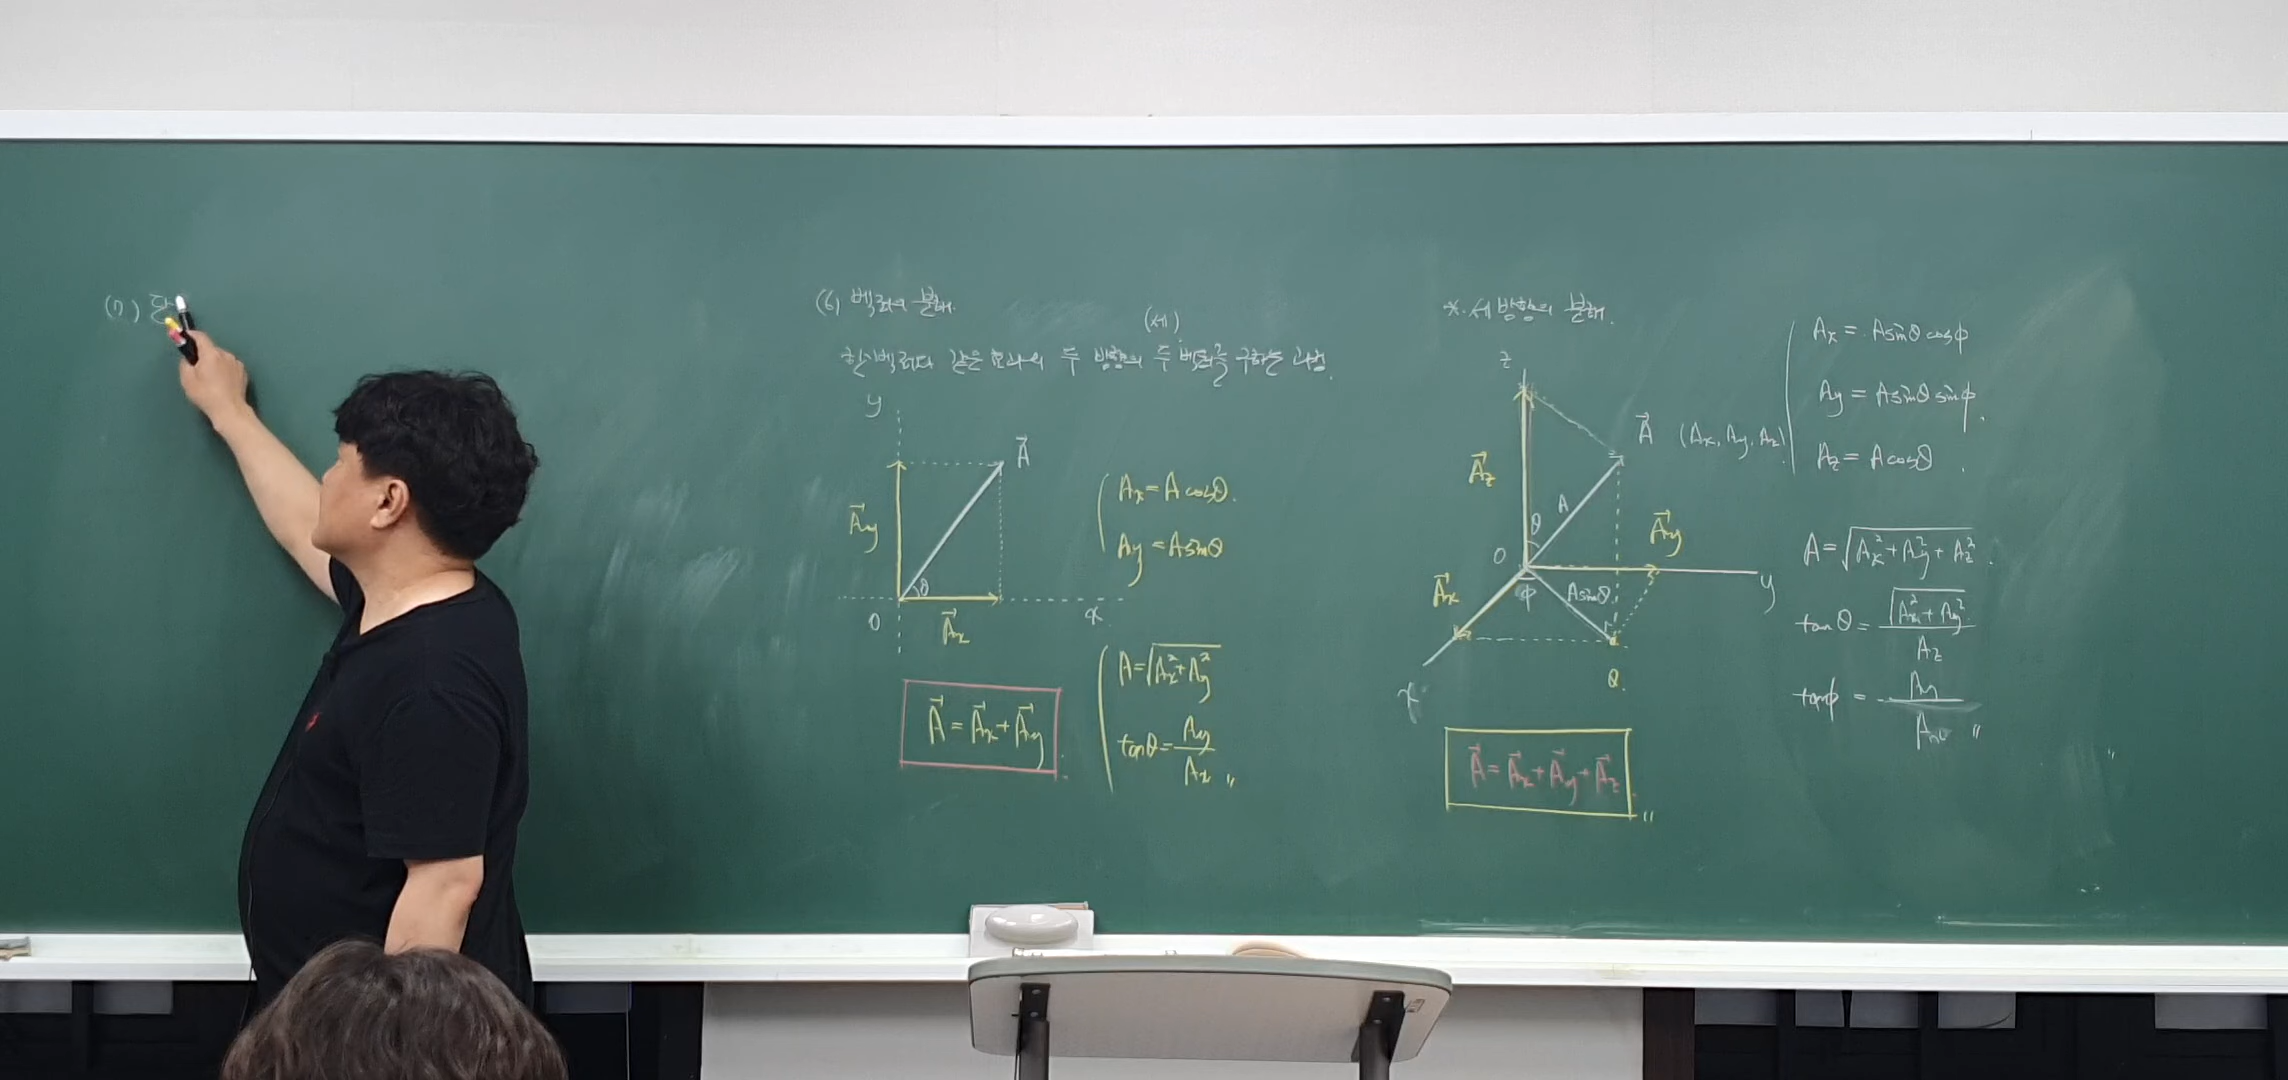 (7) 단
(6) 벡터의 분해.
(세)
한 벡터와 같은 효과의 두 방향의 두 벡터를 구하는 과정.
y
A⃗
A⃗y
θ
O
A⃗x
x
Ax = A cosθ.
Ay = A sinθ
A⃗ = A⃗x + A⃗y
A = √(Ax² + Ay²)
tanθ = Ay / Ax "
*. 세 방향의 분해.
z
A⃗ (Ax, Ay, Az)
A⃗z
A
θ
O
A⃗y
y
A⃗x
φ
A sinθ
x
Q.
A⃗ = A⃗x + A⃗y + A⃗z "
Ax = A sinθ cosφ
Ay = A sinθ sinφ.
Az = A cosθ.
A = √(Ax² + Ay² + Az²).
tanθ = √(Ax² + Ay²) / Az
tanφ = Ay / Ax "